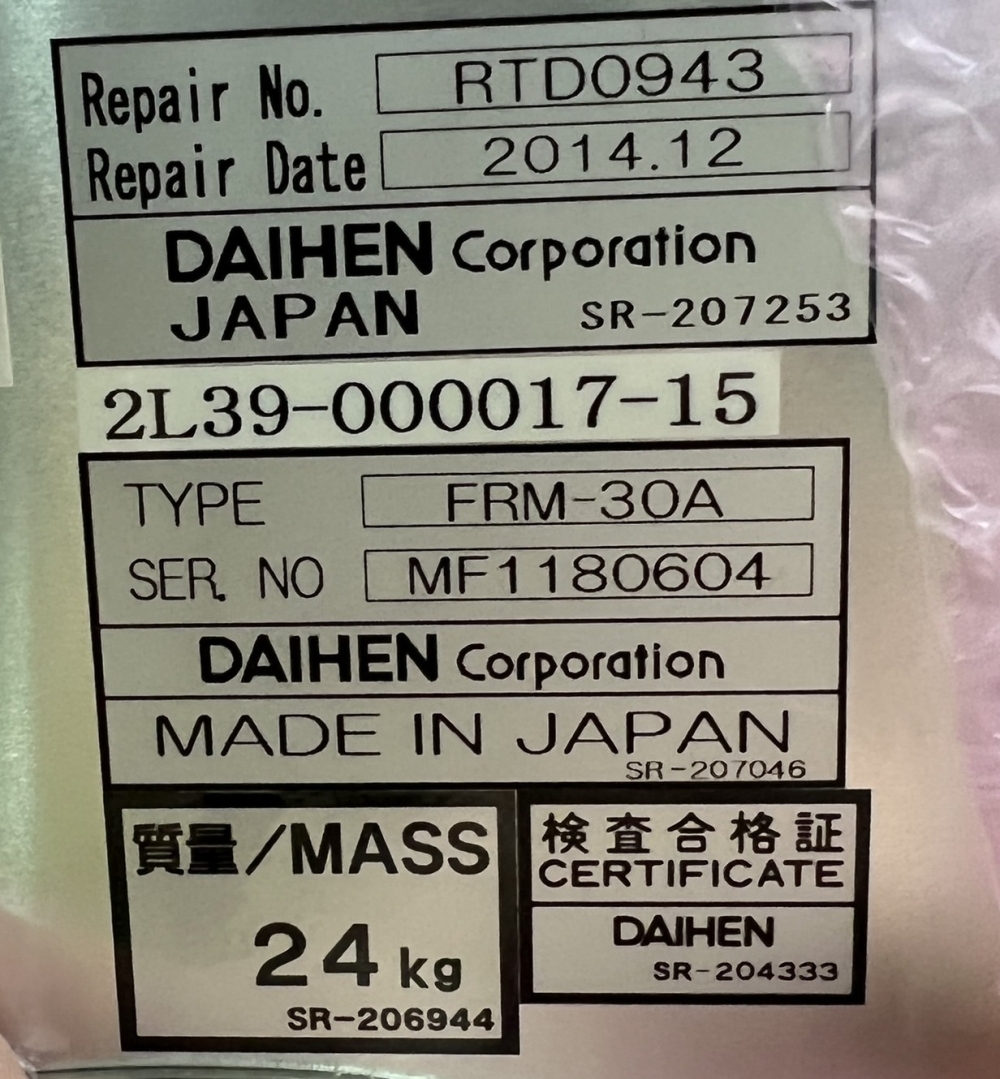 Repair No. RTD0943
Repair Date 2014.12
DAIHEN Corporation
JAPAN SR-207253
2L39-000017-15
TYPE FRM-30A
SER. NO MF1180604
DAIHEN Corporation
MADE IN JAPAN
SR-207046
質量/MASS
24 kg
SR-206944
検査合格証
CERTIFICATE
DAIHEN
SR-204333